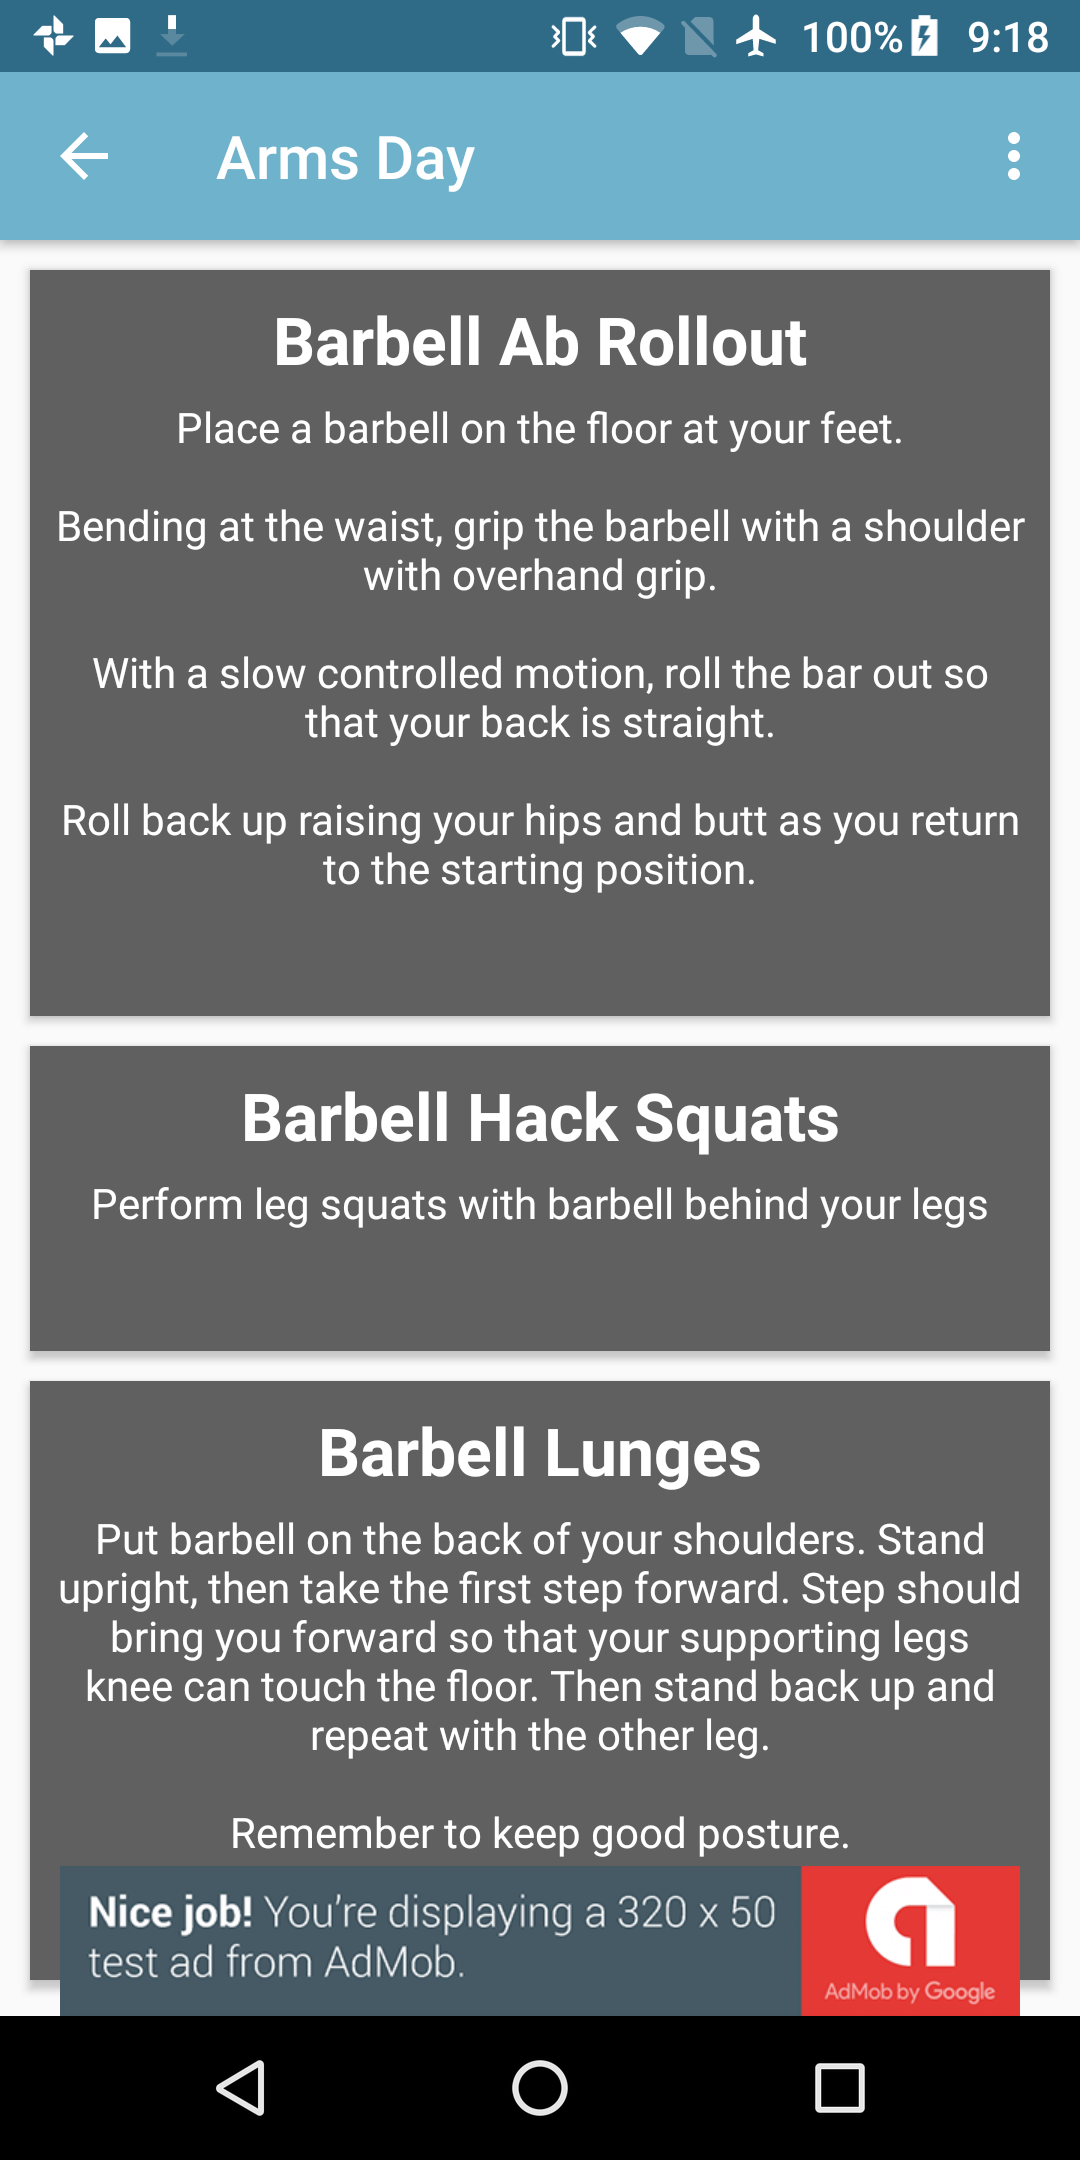 100% 9:18
Arms Day
Barbell Ab Rollout
Place a barbell on the floor at your feet.
Bending at the waist, grip the barbell with a shoulder
with overhand grip.
With a slow controlled motion, roll the bar out so
that your back is straight.
Roll back up raising your hips and butt as you return
to the starting position.
Barbell Hack Squats
Perform leg squats with barbell behind your legs
Barbell Lunges
Put barbell on the back of your shoulders. Stand
upright, then take the first step forward. Step should
bring you forward so that your supporting legs
knee can touch the floor. Then stand back up and
repeat with the other leg.
Remember to keep good posture.
Nice job! You're displaying a 320 x 50
test ad from AdMob.
AdMob by Google